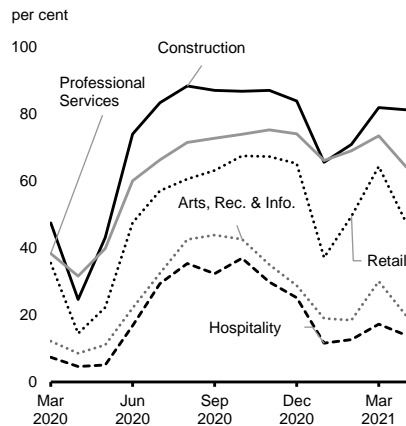 per cent
100
Construction
Professional
Services
80
60
Arts, Rec. & Info.
40
Retail
20
Hospitality
0
Mar Jun Sep Dec Mar
2020 2020 2020 2020 2021